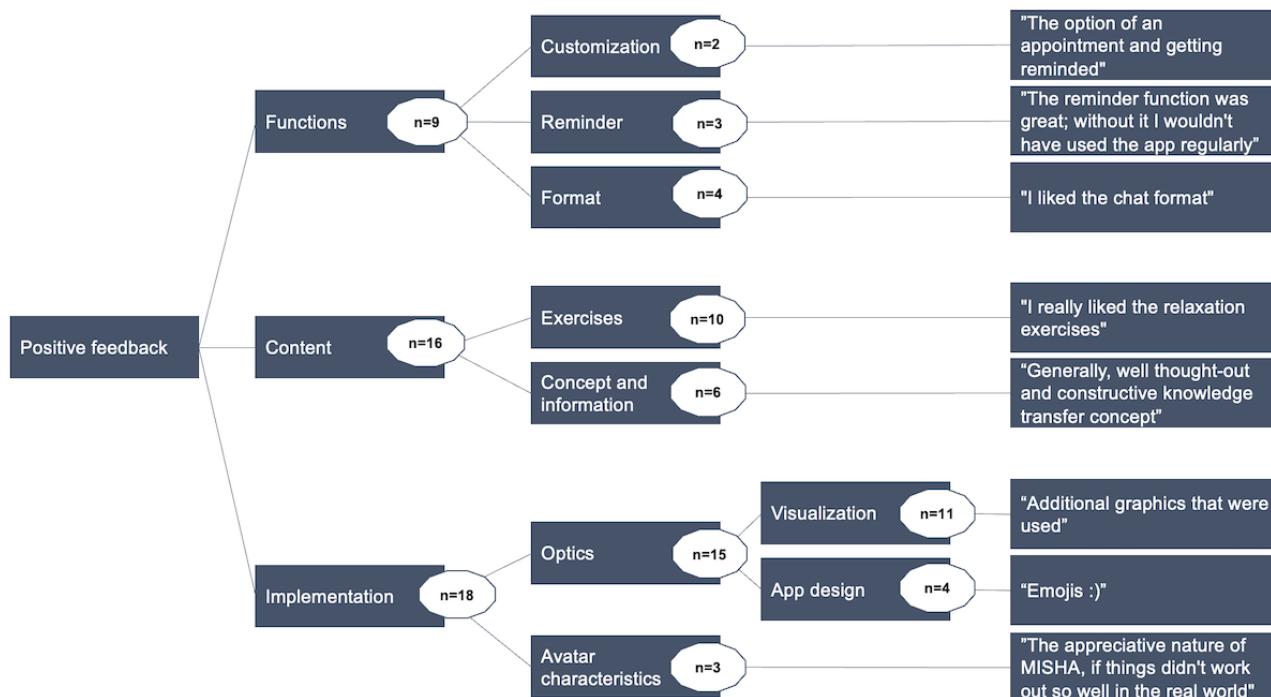 Positive feedback
Functions
n=9
Customization
n=2
"The option of an
appointment and getting
reminded"
Reminder
n=3
"The reminder function was
great; without it I wouldn't
have used the app regularly”
Format
n=4
"I liked the chat format"
Content
n=16
Exercises
n=10
"I really liked the relaxation
exercises"
Concept and
information
n=6
“Generally, well thought-out
and constructive knowledge
transfer concept”
Implementation
n=18
Optics
n=15
Visualization
n=11
“Additional graphics that were
used”
App design
n=4
“Emojis :)”
Avatar
characteristics
n=3
"The appreciative nature of
MISHA, if things didn't work
out so well in the real world"